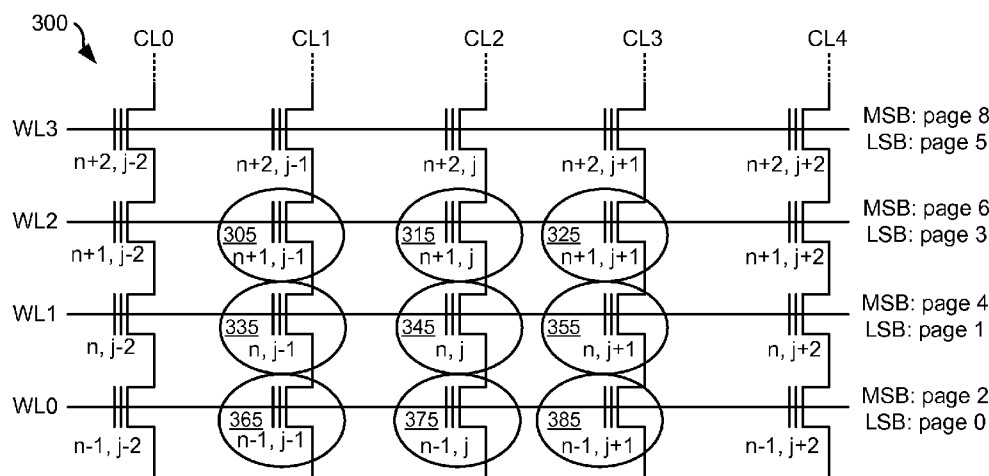 300
CL0 CL1 CL2 CL3 CL4
WL3
MSB: page 8
LSB: page 5
n+2, j-2 n+2, j-1 n+2, j n+2, j+1 n+2, j+2
WL2
MSB: page 6
LSB: page 3
305 315 325
n+1, j-2 n+1, j-1 n+1, j n+1, j+1 n+1, j+2
WL1
MSB: page 4
LSB: page 1
335 345 355
n, j-2 n, j-1 n, j n, j+1 n, j+2
WL0
MSB: page 2
LSB: page 0
365 375 385
n-1, j-2 n-1, j-1 n-1, j n-1, j+1 n-1, j+2